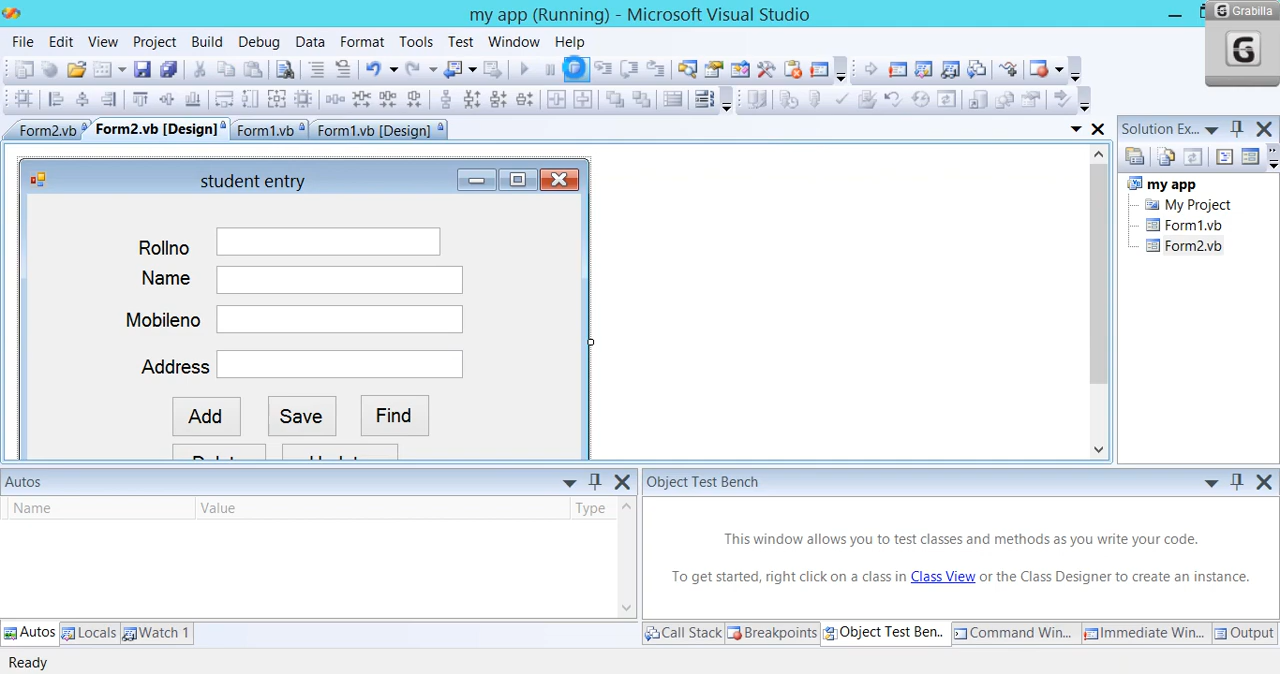 my app (Running) - Microsoft Visual Studio
Grabilla
File Edit View Project Build Debug Data Format Tools Test Window Help
Form2.vb Form2.vb [Design] Form1.vb Form1.vb [Design]
Solution Ex...
student entry
my app
My Project
Form1.vb
Form2.vb
Rollno
Name
Mobileno
Address
Add Save Find
Autos
Name Value Type
Object Test Bench
This window allows you to test classes and methods as you write your code.
To get started, right click on a class in Class View or the Class Designer to create an instance.
Autos Locals Watch 1
Call Stack Breakpoints Object Test Ben.. Command Win... Immediate Win... Output
Ready